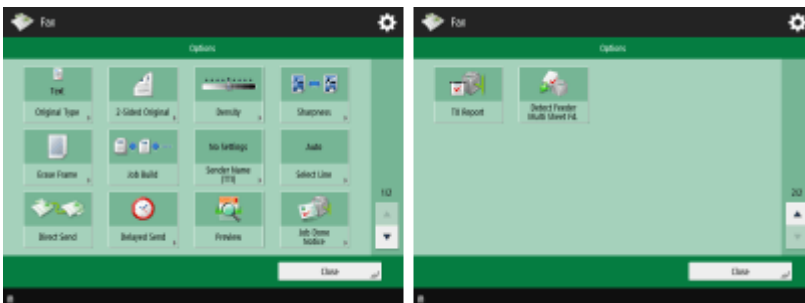 Fax
Options
Text
Original Type
2-Sided Original
Density
Sharpness
Erase Frame
Job Build
No Settings
Sender Name
(TTI)
Auto
Select Line
1/2
Direct Send
Delayed Send
Preview
Job Done
Notice
Close
Fax
Options
TX Report
Detect Feeder
Multi Sheet Fd.
2/2
Close